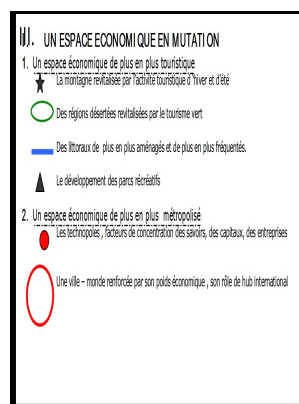 III. UN ESPACE ECONOMIQUE EN MUTATION
1. Un espace économique de plus en plus touristique
La montagne revitalisée par l'activité touristique d 'hiver et d'été
Des régions désertées revitalisées par le tourisme vert
Des littoraux de plus en plus aménagés et de plus en plus fréquentés.
Le développement des parcs récréatifs
2. Un espace économique de plus en plus métropolisé
Les technopoles , facteurs de concentration des savoirs, des capitaux, des entreprises
Une ville – monde renforcée par son poids économique , son rôle de hub international